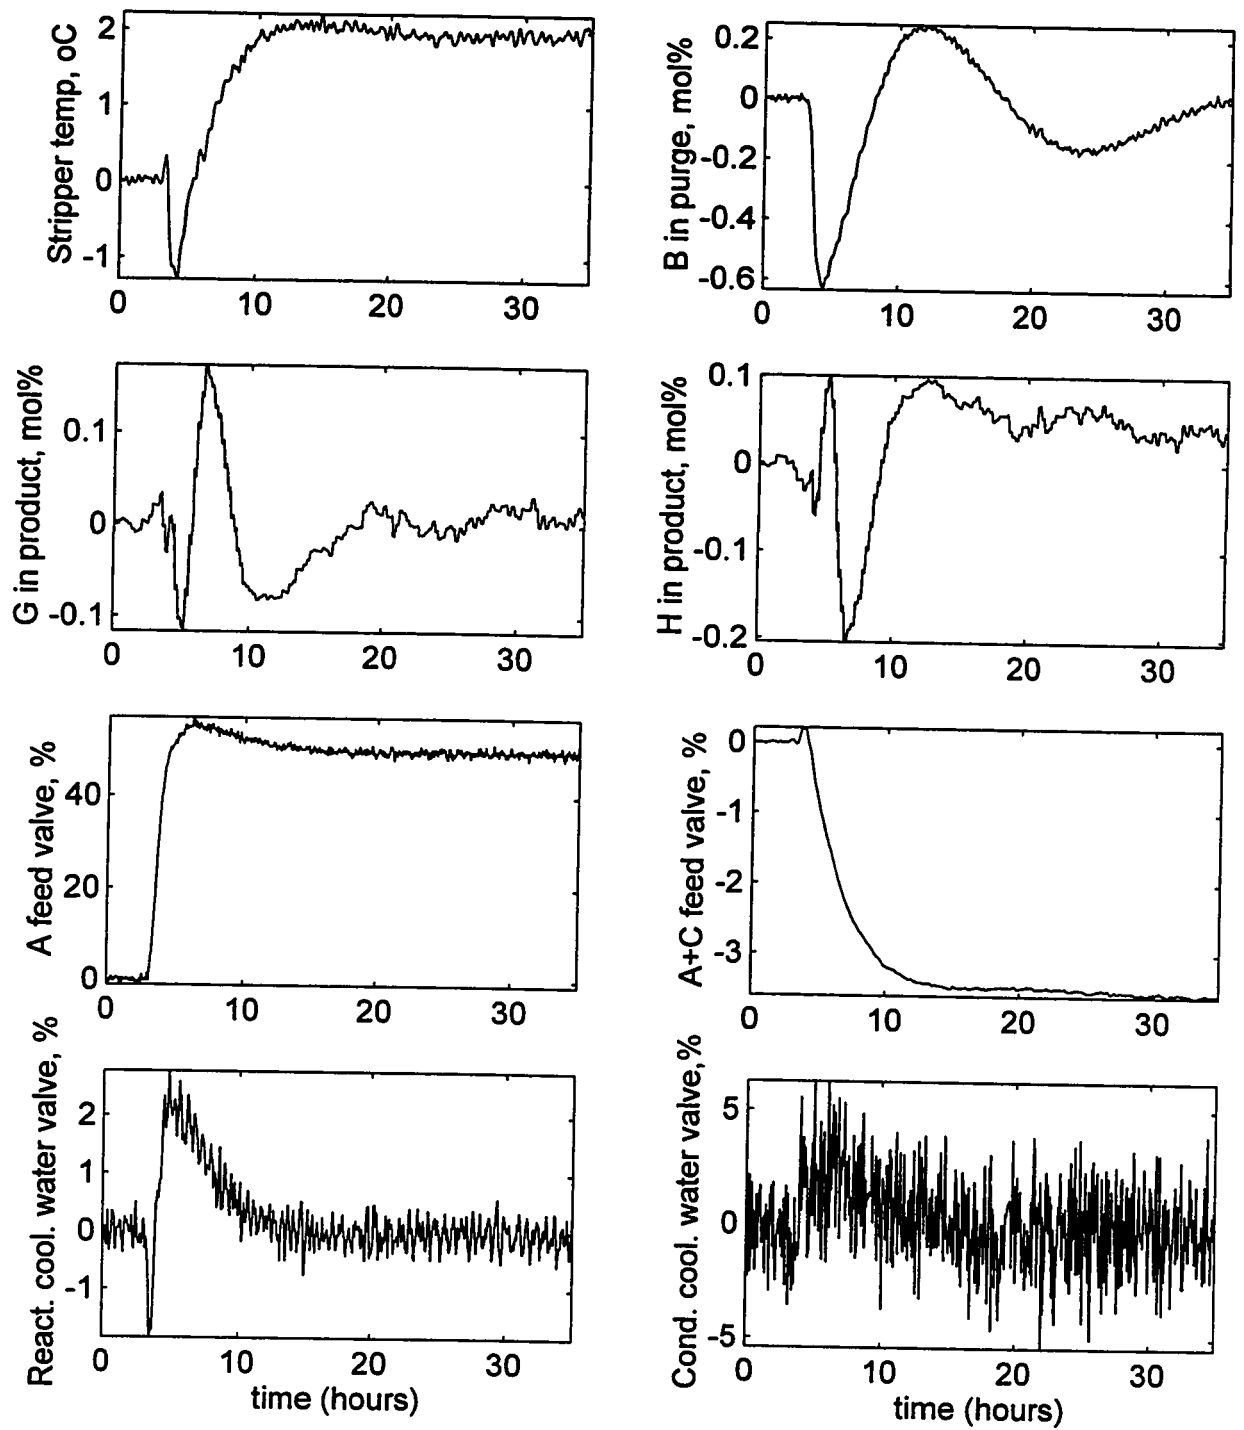 Stripper temp, oC
2
1
0
-1
0 10 20 30
B in purge, mol%
0.2
0
-0.2
-0.4
-0.6
0 10 20 30
G in product, mol%
0.1
0
-0.1
0 10 20 30
H in product, mol%
0.1
0
-0.1
-0.2
0 10 20 30
A feed valve, %
40
20
0
0 10 20 30
A+C feed valve, %
0
-1
-2
-3
0 10 20 30
React. cool. water valve, %
2
1
0
-1
0 10 20 30
time (hours)
Cond. cool. water valve,%
5
0
-5
0 10 20 30
time (hours)